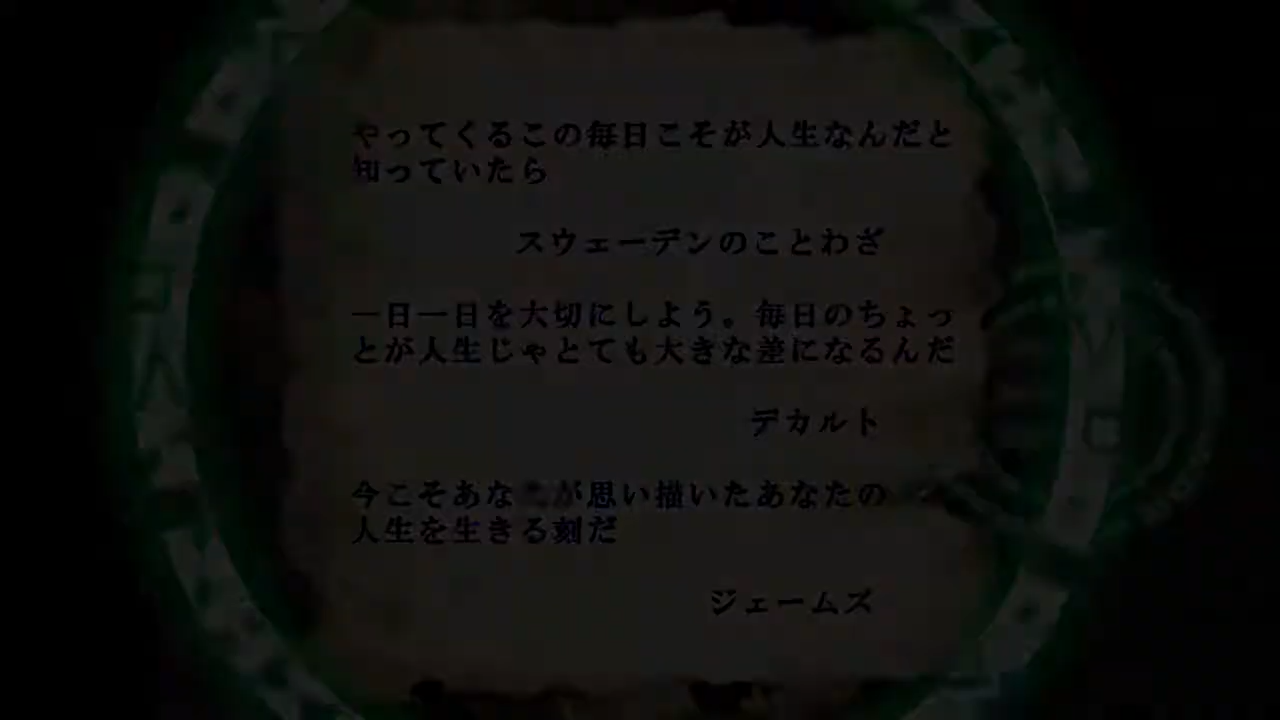 やってくるこの毎日こそが人生なんだと
知っていたら
スウェーデンのことわざ
一日一日を大切にしよう。毎日のちょっ
とが人生じゃとても大きな差になるんだ
デカルト
今こそあなたが思い描いたあなたの
人生を生きる刻だ
ジェームズ